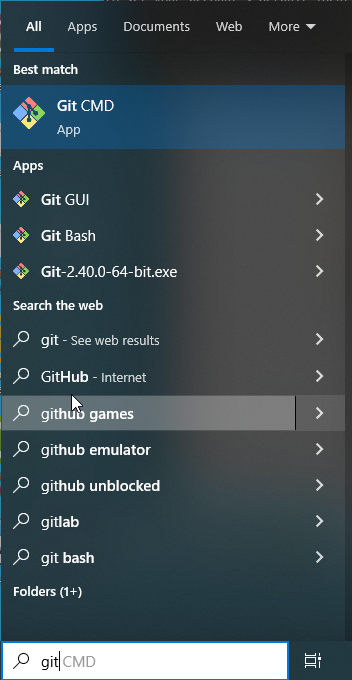 All Apps Documents Web More
Best match
Git CMD
App
Apps
Git GUI
Git Bash
Git-2.40.0-64-bit.exe
Search the web
git - See web results
GitHub - Internet
github games
github emulator
github unblocked
gitlab
git bash
Folders (1+)
git CMD